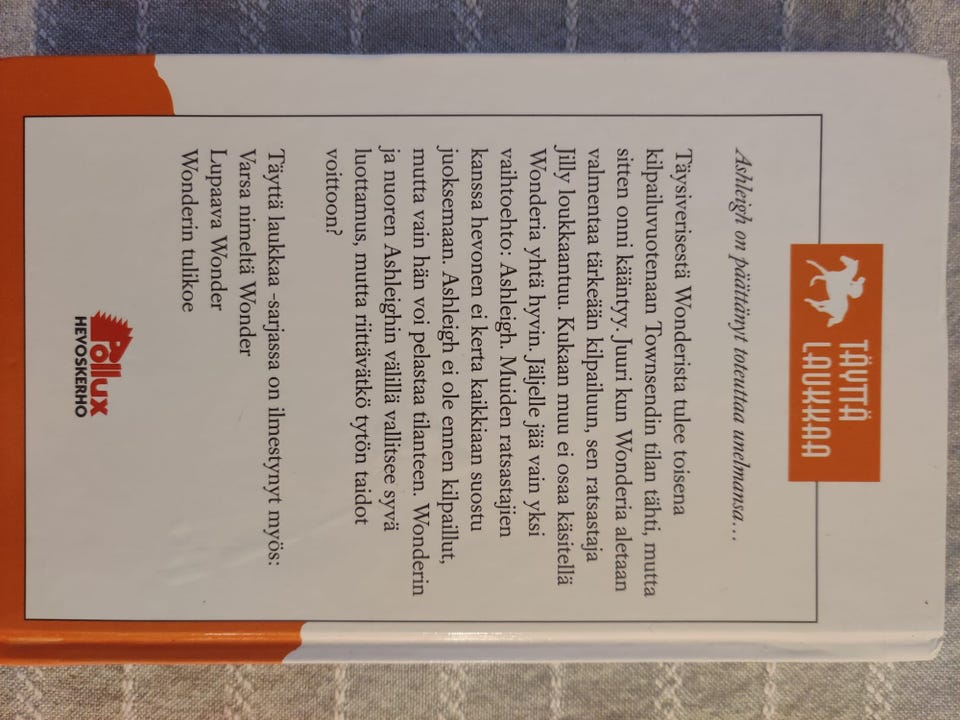 TÄYTTÄ
LAUKKAA
Ashleigh on päättänyt toteuttaa unelmansa...
Täysiverisestä Wonderista tulee toisena
kilpailuvuotenaan Townsendin tilan tähti, mutta
sitten onni kääntyy. Juuri kun Wonderia aletaan
valmentaa tärkeään kilpailuun, sen ratsastaja
Jilly loukkaantuu. Kukaan muu ei osaa käsitellä
Wonderia yhtä hyvin. Jäljelle jää vain yksi
vaihtoehto: Ashleigh. Muiden ratsastajien
kanssa hevonen ei kerta kaikkiaan suostu
juoksemaan. Ashleigh ei ole ennen kilpaillut,
mutta vain hän voi pelastaa tilanteen. Wonderin
ja nuoren Ashleighin välillä vallitsee syvä
luottamus, mutta riittävätkö tytön taidot
voittoon?
Täyttä laukkaa -sarjassa on ilmestynyt myös:
Varsa nimeltä Wonder
Lupaava Wonder
Wonderin tulikoe
Pollux
HEVOSKERHO